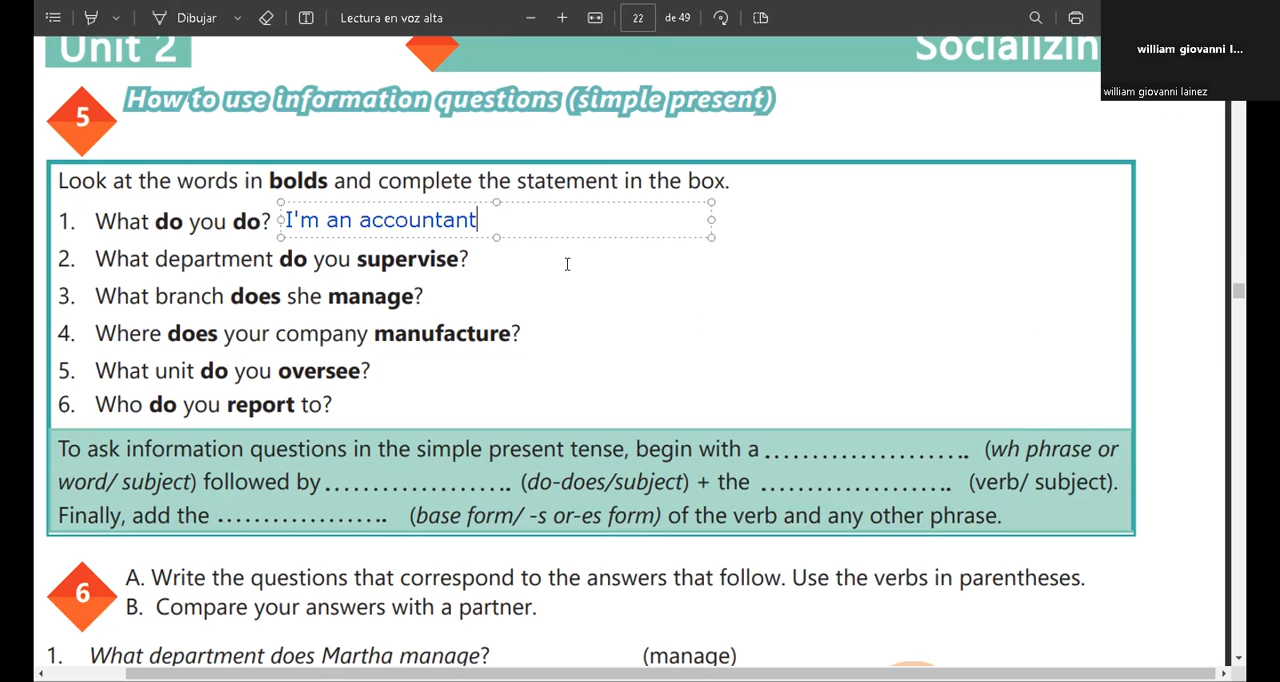 Dibujar
Lectura en voz alta
22
de 49
william giovanni l...
william giovanni lainez
Unit 2
Socializin
5
How to use information questions (simple present)
Look at the words in bolds and complete the statement in the box.
1. What do you do? I'm an accountant
2. What department do you supervise?
3. What branch does she manage?
4. Where does your company manufacture?
5. What unit do you oversee?
6. Who do you report to?
To ask information questions in the simple present tense, begin with a ...................... (wh phrase or
word/ subject) followed by .................... (do-does/subject) + the .................... (verb/ subject).
Finally, add the .................. (base form/ -s or-es form) of the verb and any other phrase.
6
A. Write the questions that correspond to the answers that follow. Use the verbs in parentheses.
B. Compare your answers with a partner.
1. What department does Martha manage? (manage)